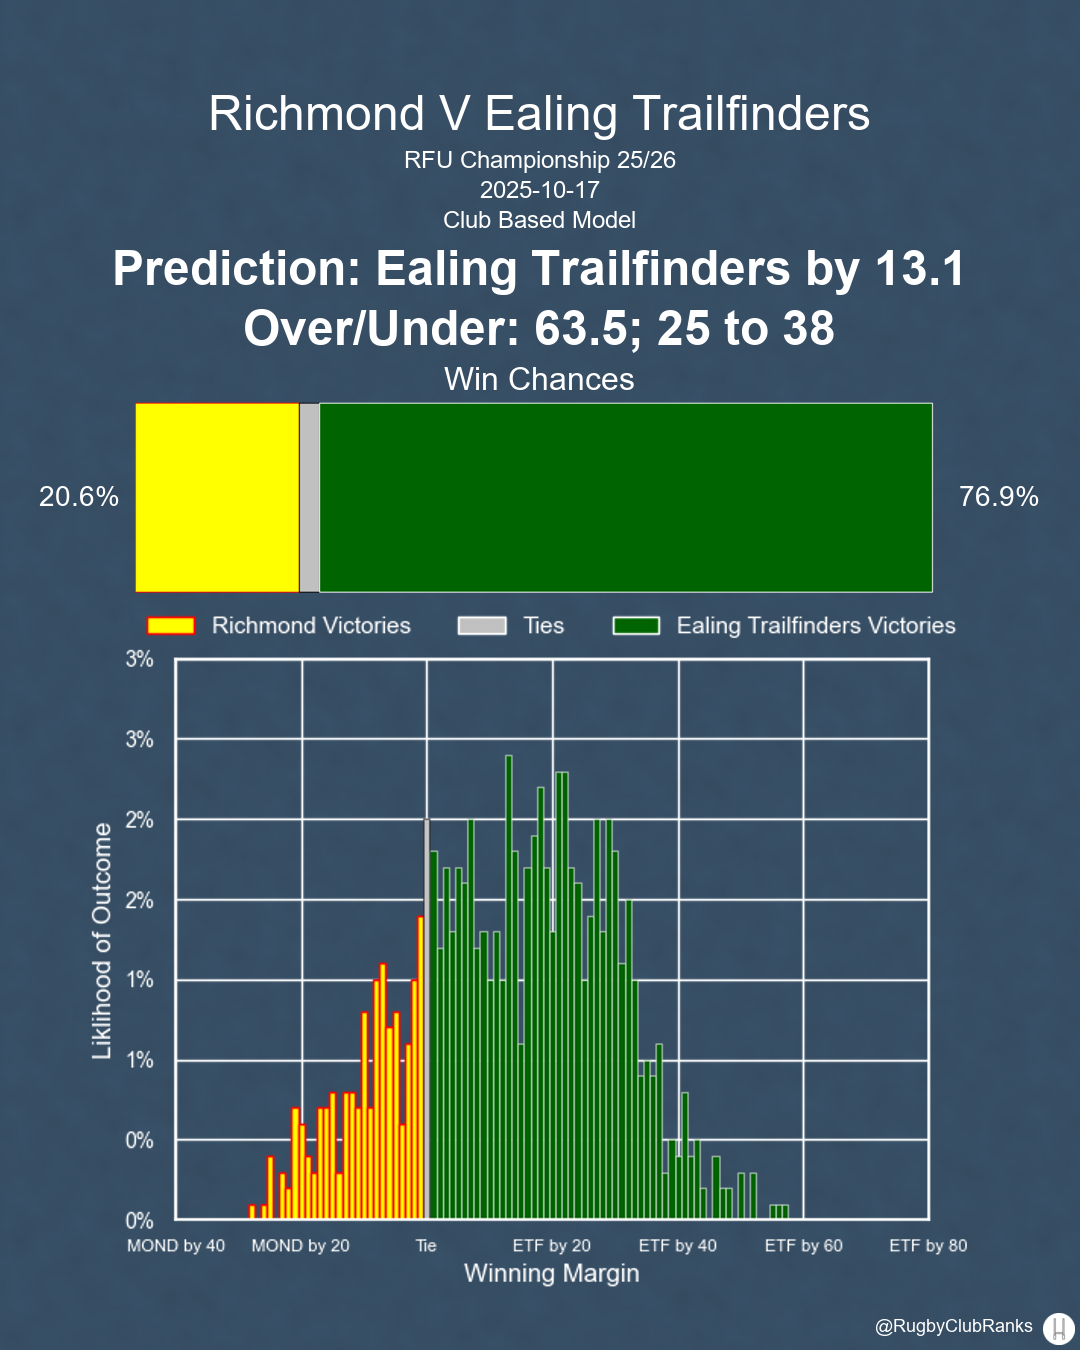 Richmond V Ealing Trailfinders
RFU Championship 25/26
2025-10-17
Club Based Model
Prediction: Ealing Trailfinders by 13.1
Over/Under: 63.5; 25 to 38
Win Chances
20.6%
76.9%
Richmond Victories
Ties
Ealing Trailfinders Victories
3%
3%
2%
2%
1%
1%
0%
0%
Liklihood of Outcome
MOND by 40
MOND by 20
Tie
ETF by 20
ETF by 40
ETF by 60
ETF by 80
Winning Margin
@RugbyClubRanks